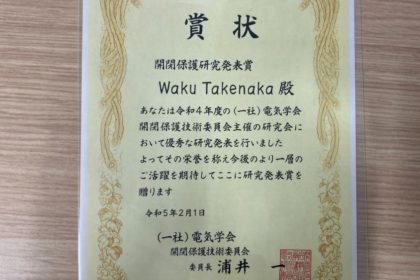 賞状
開閉保護研究発表賞
Waku Takenaka 殿
あなたは令和4年度の(一社)電気学会
開閉保護技術委員会主催の研究会に
おいて優秀な研究発表を行いました
よってその栄誉を称え今後のより一層の
ご活躍を期待してここに研究発表賞を
贈ります
令和5年2月1日
(一社)電気学会
開閉保護技術委員会
委員長 浦井 一